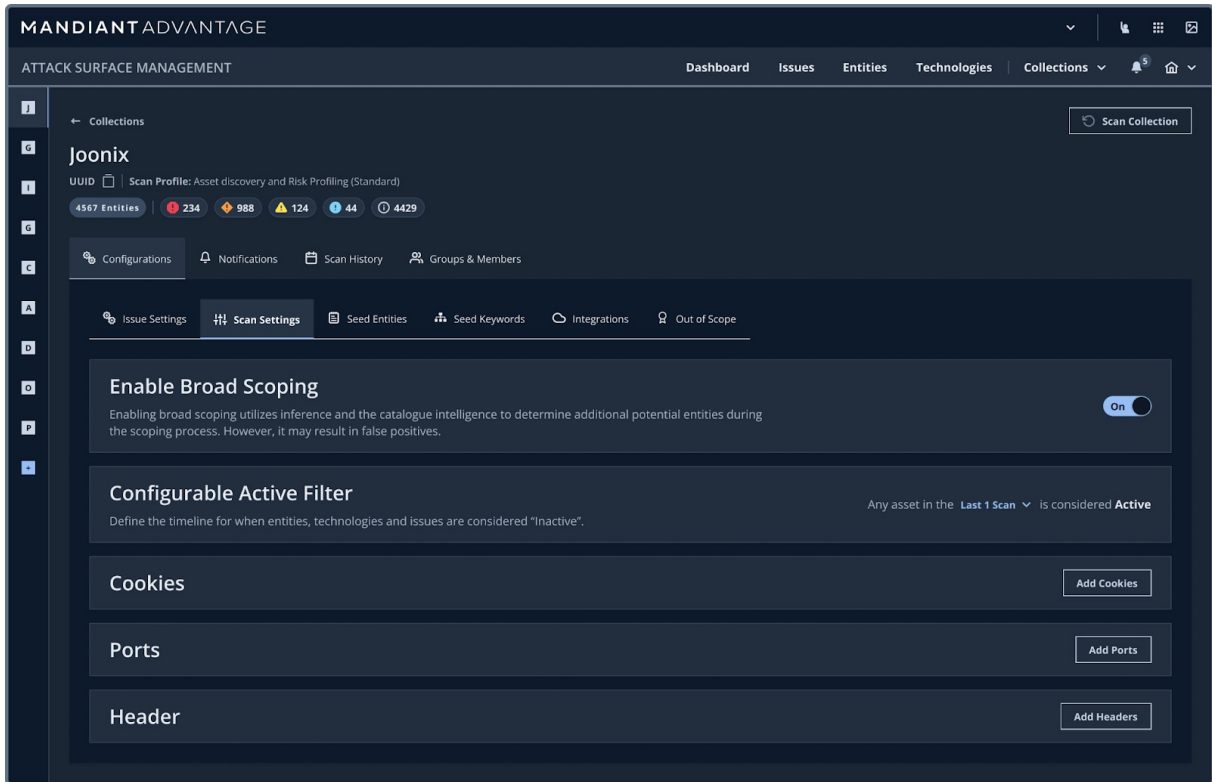 MANDIANT ADVANTAGE
ATTACK SURFACE MANAGEMENT
Dashboard
Issues
Entities
Technologies
Collections
5
J
G
I
G
C
A
D
O
P
+
← Collections
Scan Collection
Joonix
UUID
Scan Profile: Asset discovery and Risk Profiling (Standard)
4567 Entities
234
988
124
44
4429
Configurations
Notifications
Scan History
Groups & Members
Issue Settings
Scan Settings
Seed Entities
Seed Keywords
Integrations
Out of Scope
Enable Broad Scoping
Enabling broad scoping utilizes inference and the catalogue intelligence to determine additional potential entities during
the scoping process. However, it may result in false positives.
On
Configurable Active Filter
Define the timeline for when entities, technologies and issues are considered “Inactive”.
Any asset in the Last 1 Scan is considered Active
Cookies
Add Cookies
Ports
Add Ports
Header
Add Headers